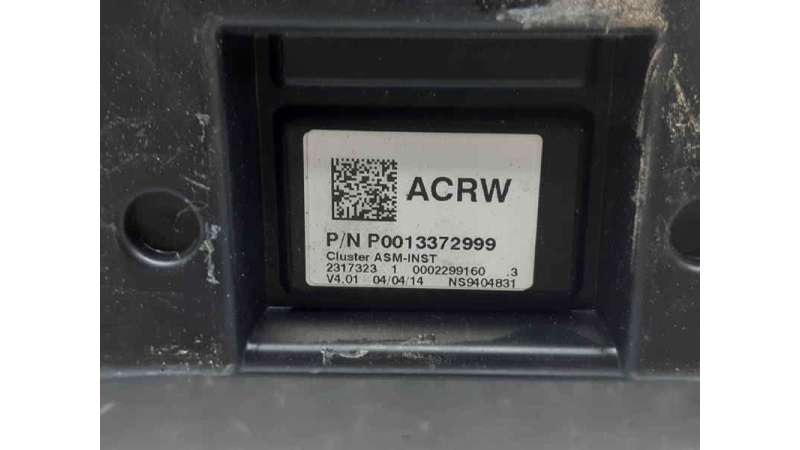 ACRW
P/N P0013372999
Cluster ASM-INST
2317323 1 0002299160 .3
V4.01 04/04/14 NS9404831